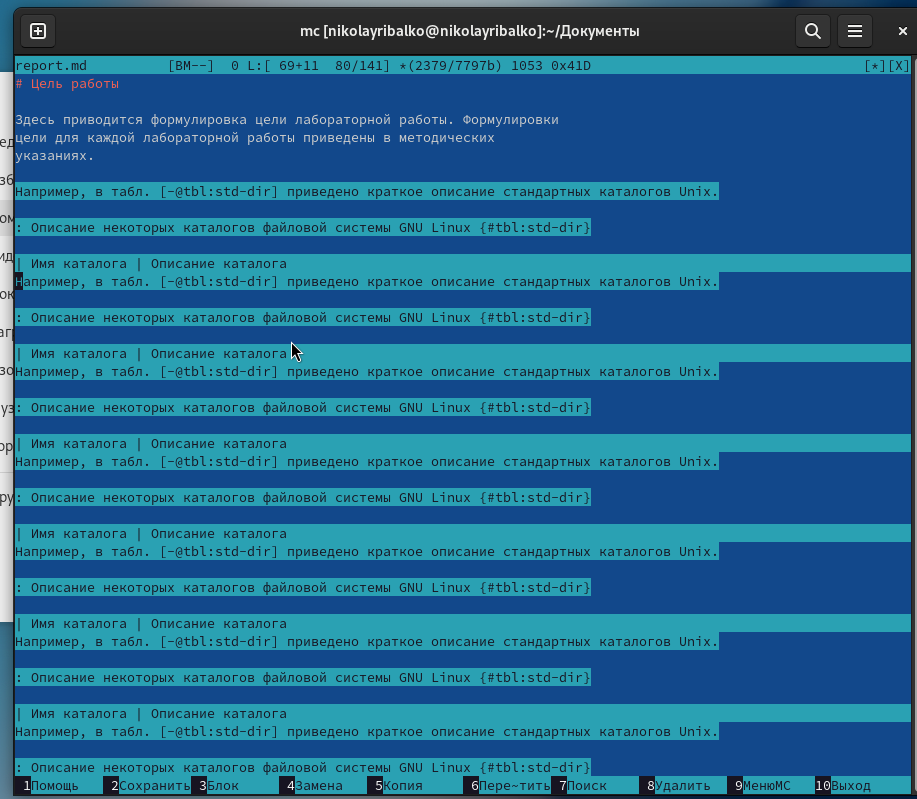 mc [nikolayribalko@nikolayribalko]:~/Документы
report.md [BM--] 0 L:[ 69+11 80/141] *(2379/7797b) 1053 0x41D [*][X]
# Цель работы
Здесь приводится формулировка цели лабораторной работы. Формулировки
цели для каждой лабораторной работы приведены в методических
указаниях.
Например, в табл. [-@tbl:std-dir] приведено краткое описание стандартных каталогов Unix.
: Описание некоторых каталогов файловой системы GNU Linux {#tbl:std-dir}
| Имя каталога | Описание каталога
Например, в табл. [-@tbl:std-dir] приведено краткое описание стандартных каталогов Unix.
: Описание некоторых каталогов файловой системы GNU Linux {#tbl:std-dir}
| Имя каталога | Описание каталога
Например, в табл. [-@tbl:std-dir] приведено краткое описание стандартных каталогов Unix.
: Описание некоторых каталогов файловой системы GNU Linux {#tbl:std-dir}
| Имя каталога | Описание каталога
Например, в табл. [-@tbl:std-dir] приведено краткое описание стандартных каталогов Unix.
: Описание некоторых каталогов файловой системы GNU Linux {#tbl:std-dir}
| Имя каталога | Описание каталога
Например, в табл. [-@tbl:std-dir] приведено краткое описание стандартных каталогов Unix.
: Описание некоторых каталогов файловой системы GNU Linux {#tbl:std-dir}
| Имя каталога | Описание каталога
Например, в табл. [-@tbl:std-dir] приведено краткое описание стандартных каталогов Unix.
: Описание некоторых каталогов файловой системы GNU Linux {#tbl:std-dir}
| Имя каталога | Описание каталога
Например, в табл. [-@tbl:std-dir] приведено краткое описание стандартных каталогов Unix.
: Описание некоторых каталогов файловой системы GNU Linux {#tbl:std-dir}
1Помощь 2Сохранить 3Блок 4Замена 5Копия 6Пере~тить 7Поиск 8Удалить 9МенюMC 10Выход